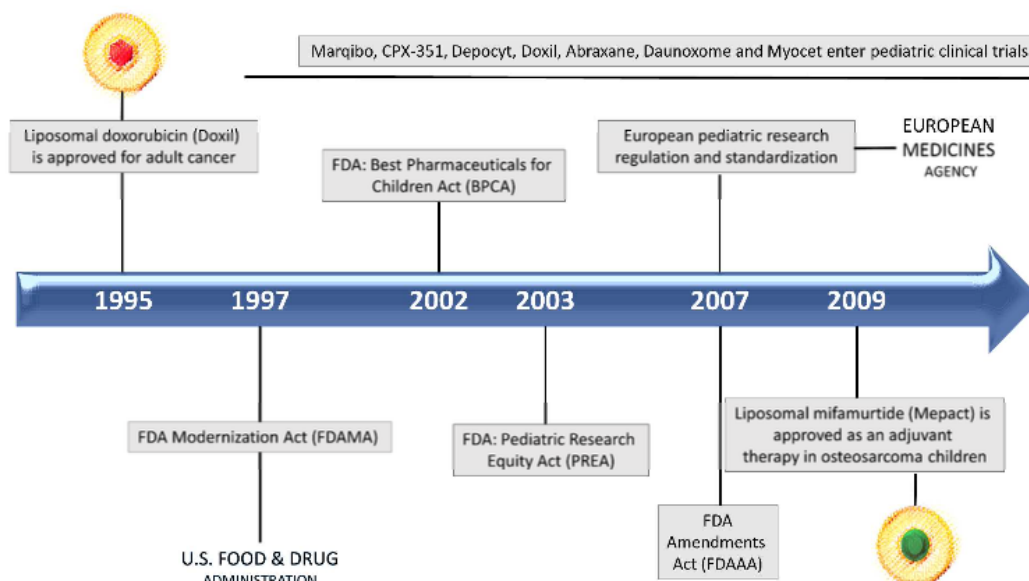 Marqibo, CPX-351, Depocyt, Doxil, Abraxane, Daunoxome and Myocet enter pediatric clinical trials
Liposomal doxorubicin (Doxil)
is approved for adult cancer
FDA: Best Pharmaceuticals for
Children Act (BPCA)
European pediatric research
regulation and standardization
EUROPEAN
MEDICINES
AGENCY
1995
1997
2002
2003
2007
2009
FDA Modernization Act (FDAMA)
U.S. FOOD & DRUG
ADMINISTRATION
FDA: Pediatric Research
Equity Act (PREA)
FDA
Amendments
Act (FDAAA)
Liposomal mifamurtide (Mepact) is
approved as an adjuvant
therapy in osteosarcoma children